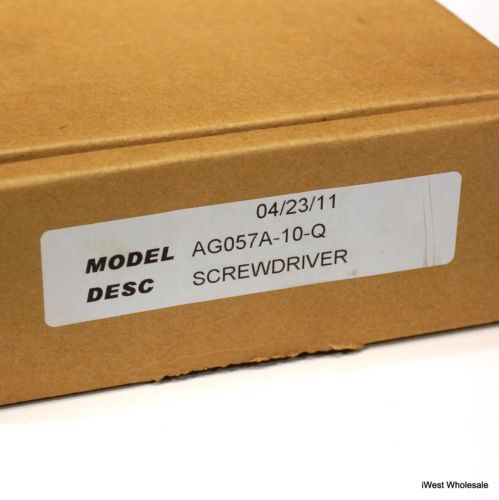 04/23/11
MODEL AG057A-10-Q
DESC SCREWDRIVER
iWest Wholesale